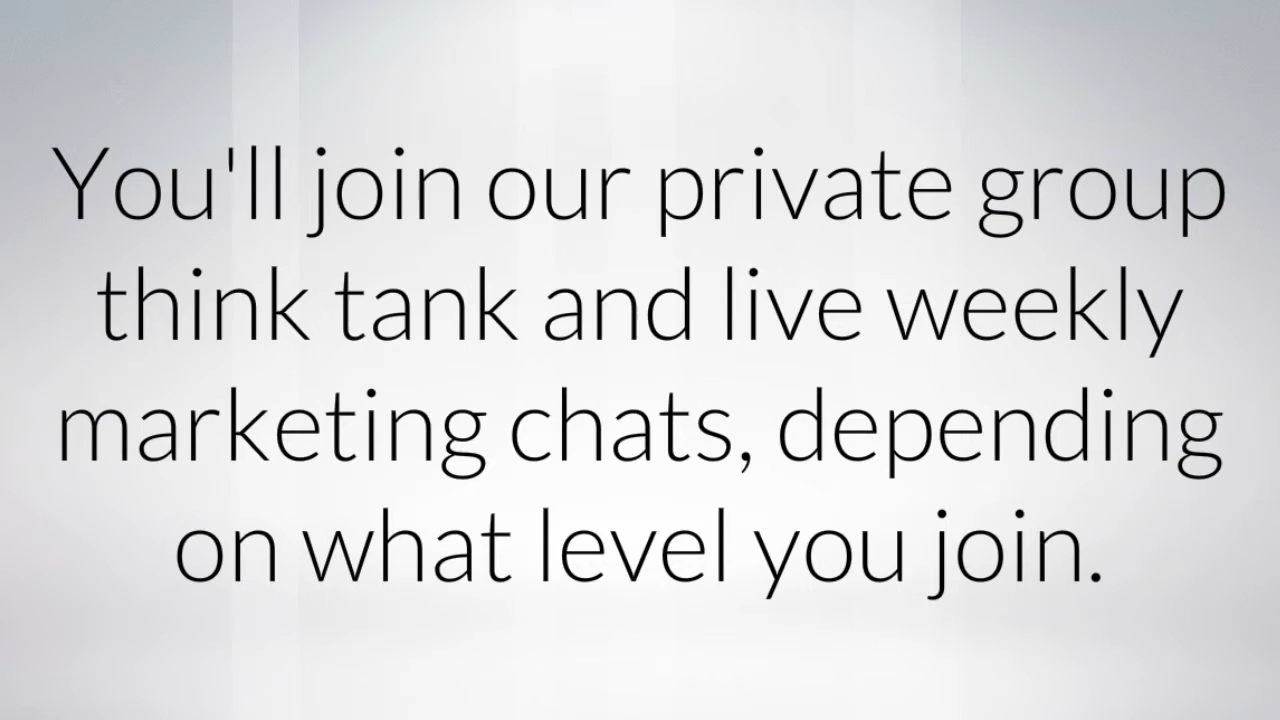 You'll join our private group
think tank and live weekly
marketing chats, depending
on what level you join.